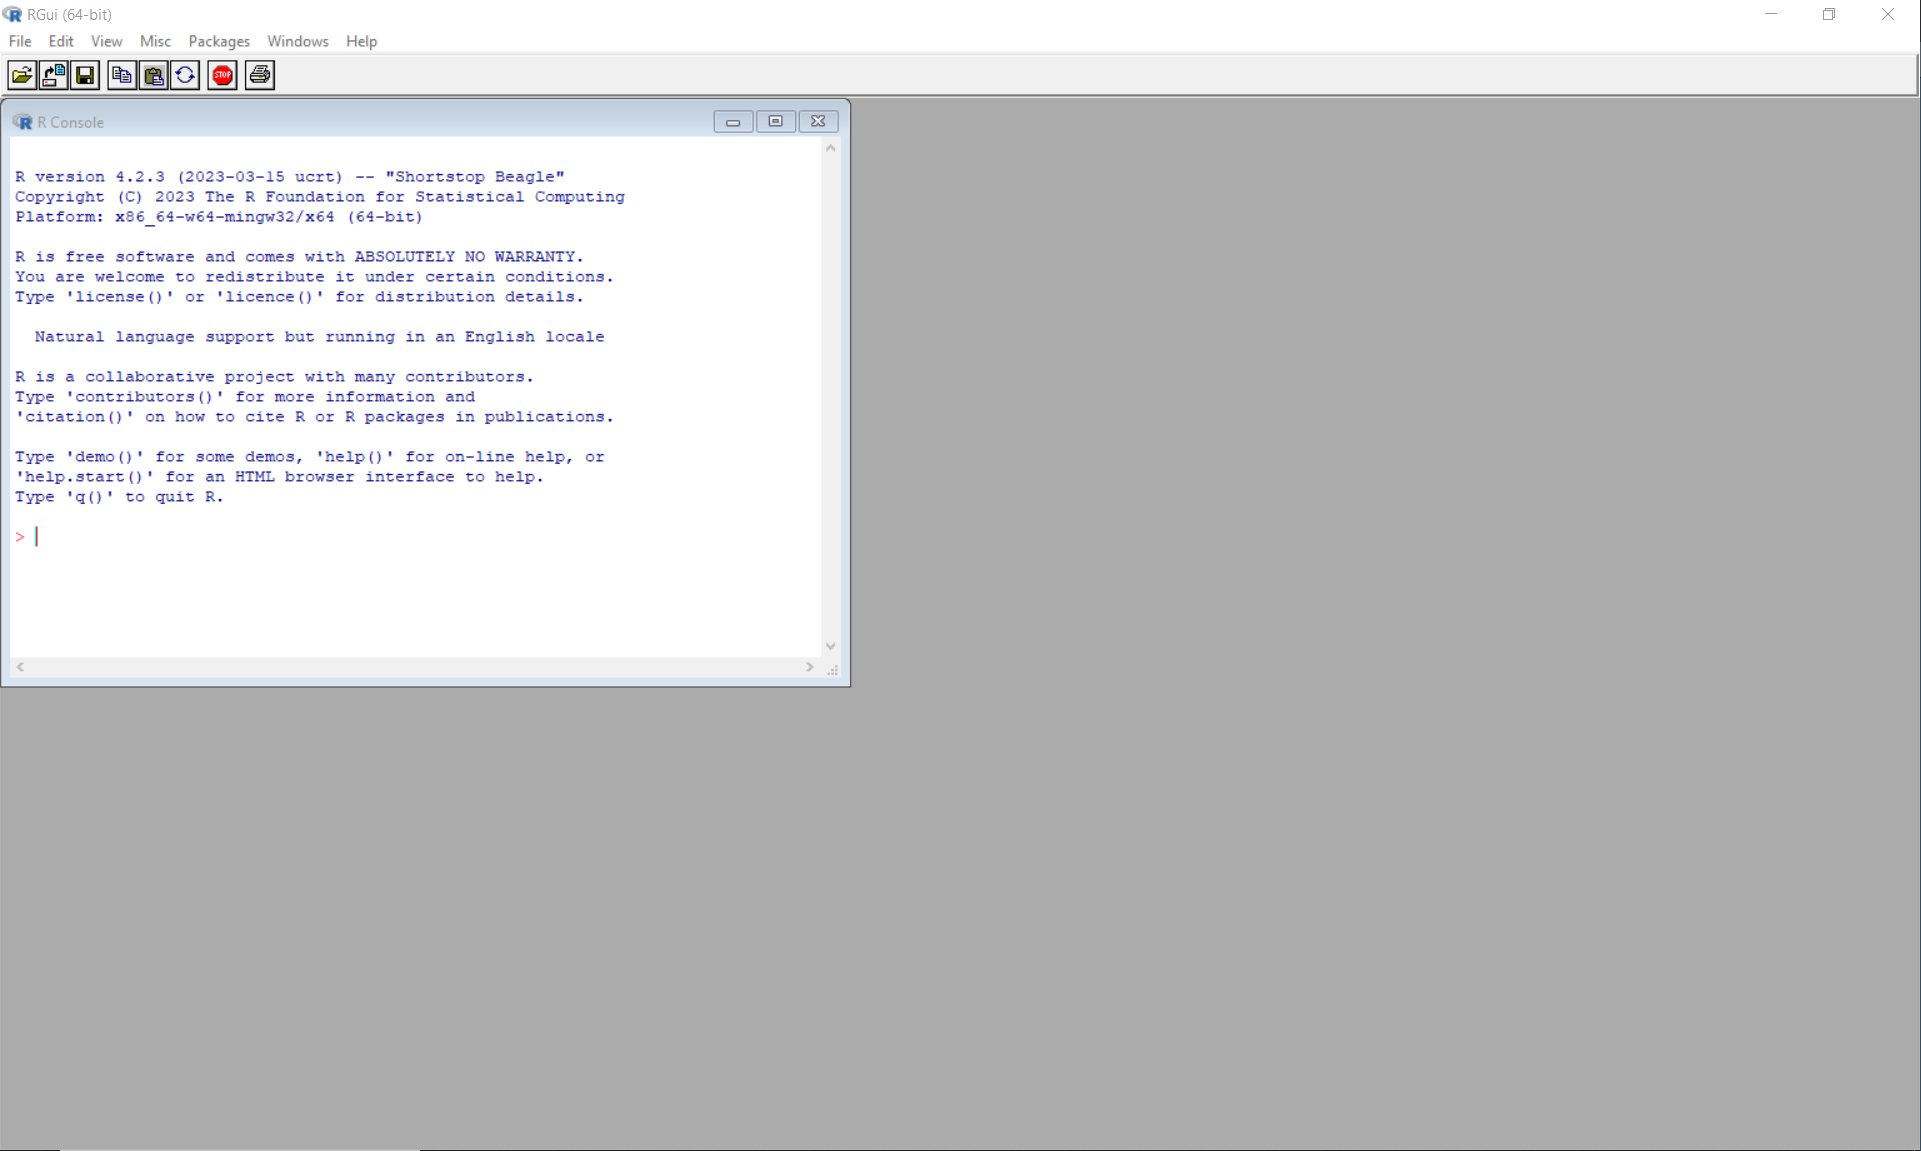 RGui (64-bit)
File Edit View Misc Packages Windows Help
STOP
R Console
R version 4.2.3 (2023-03-15 ucrt) -- "Shortstop Beagle"
Copyright (C) 2023 The R Foundation for Statistical Computing
Platform: x86_64-w64-mingw32/x64 (64-bit)
R is free software and comes with ABSOLUTELY NO WARRANTY.
You are welcome to redistribute it under certain conditions.
Type 'license()' or 'licence()' for distribution details.
Natural language support but running in an English locale
R is a collaborative project with many contributors.
Type 'contributors()' for more information and
'citation()' on how to cite R or R packages in publications.
Type 'demo()' for some demos, 'help()' for on-line help, or
'help.start()' for an HTML browser interface to help.
Type 'q()' to quit R.
>